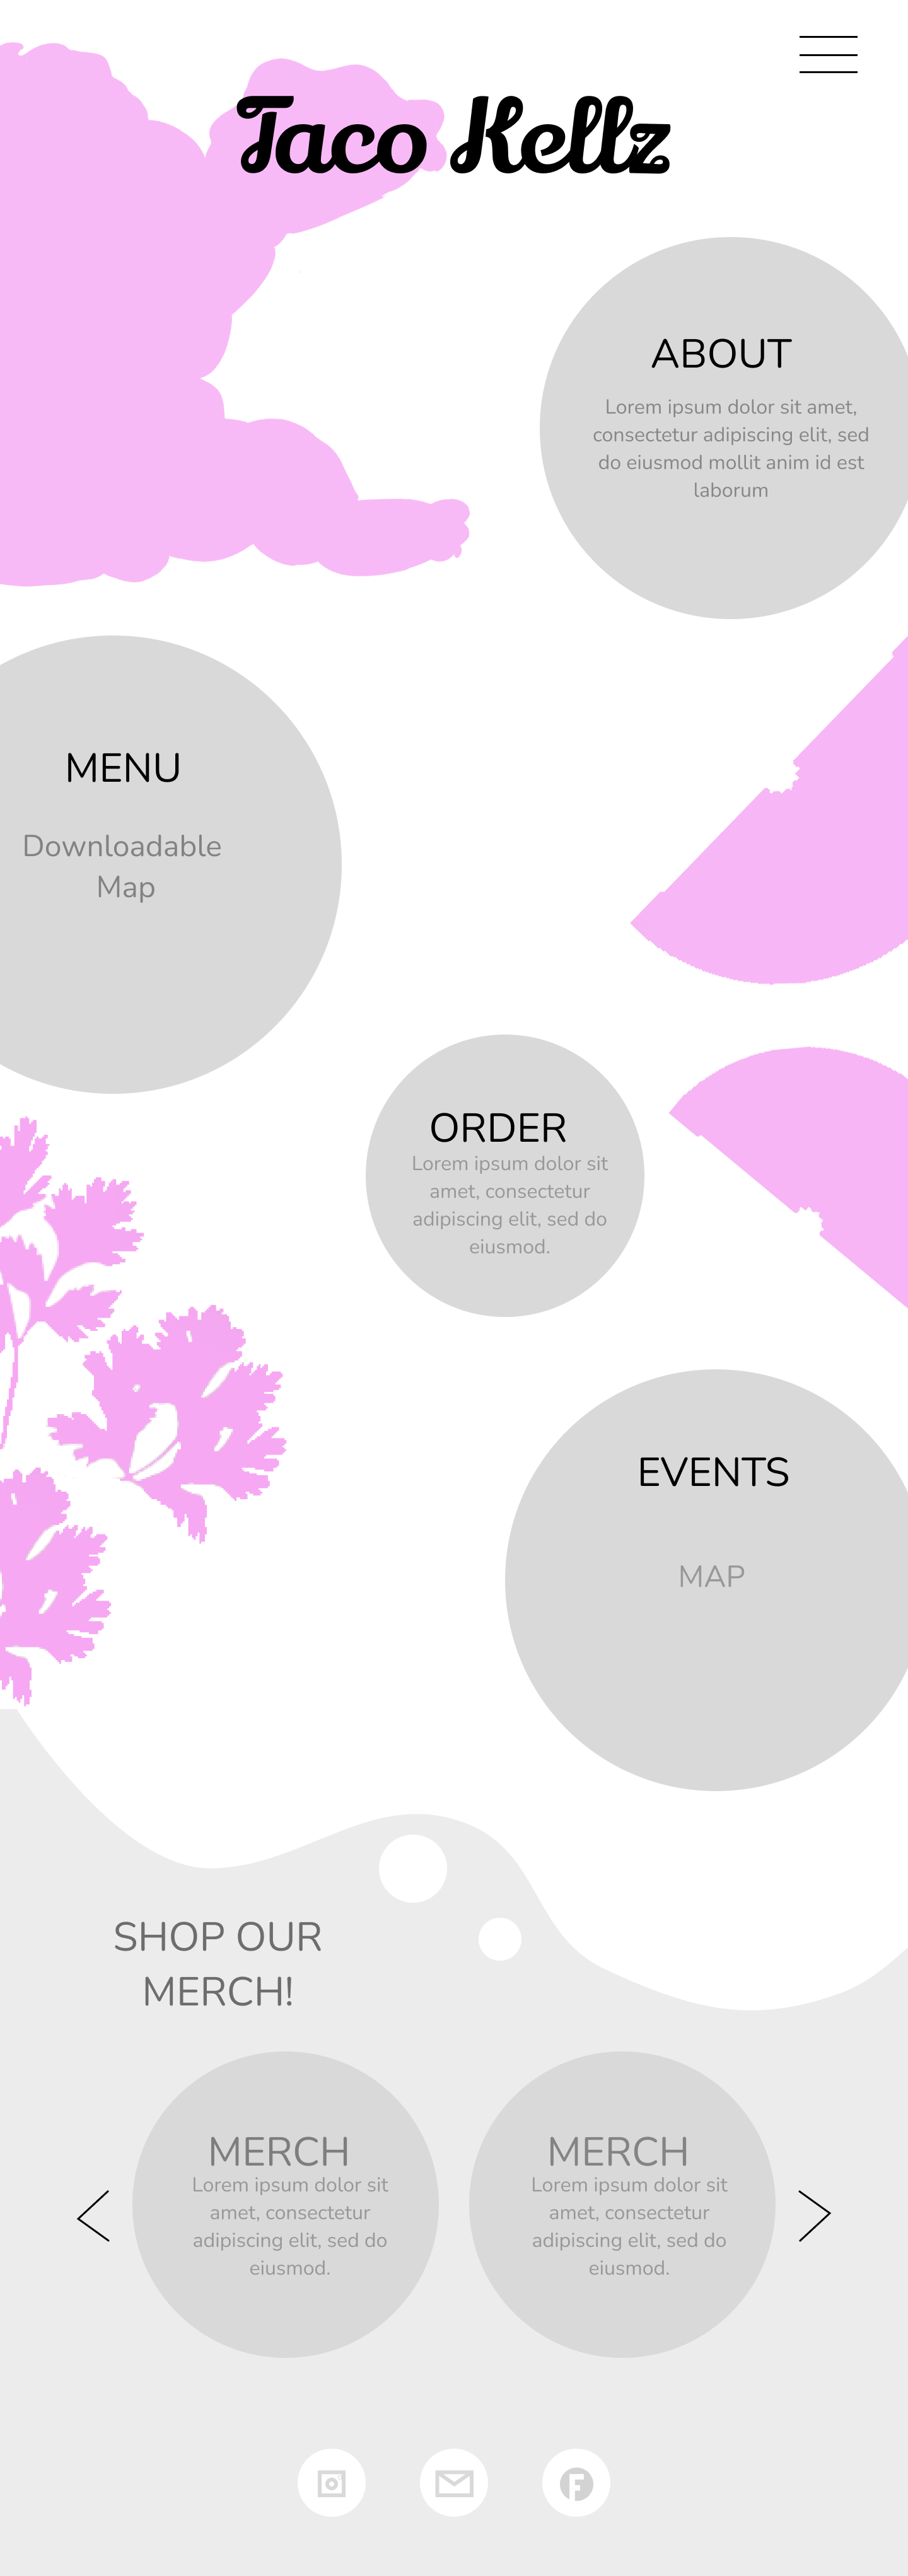 Taco Kellz
ABOUT
Lorem ipsum dolor sit amet,
consectetur adipiscing elit, sed
do eiusmod mollit anim id est
laborum
MENU
Downloadable
Map
ORDER
Lorem ipsum dolor sit
amet, consectetur
adipiscing elit, sed do
eiusmod.
EVENTS
MAP
SHOP OUR
MERCH!
MERCH
Lorem ipsum dolor sit
amet, consectetur
adipiscing elit, sed do
eiusmod.
MERCH
Lorem ipsum dolor sit
amet, consectetur
adipiscing elit, sed do
eiusmod.